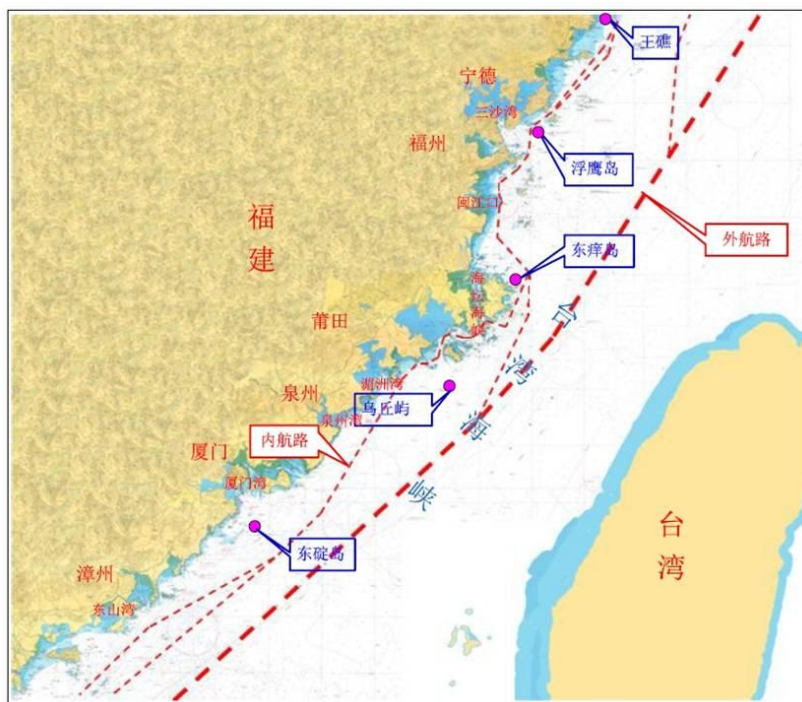 王礁
宁德
三沙湾
浮鹰岛
福州
闽江口
外航路
福建
东痒岛
海坛海峡
莆田
台湾海峡
湄洲湾
泉州
乌丘屿
泉州湾
内航路
厦门
厦门湾
东碇岛
台湾
漳州
东山湾